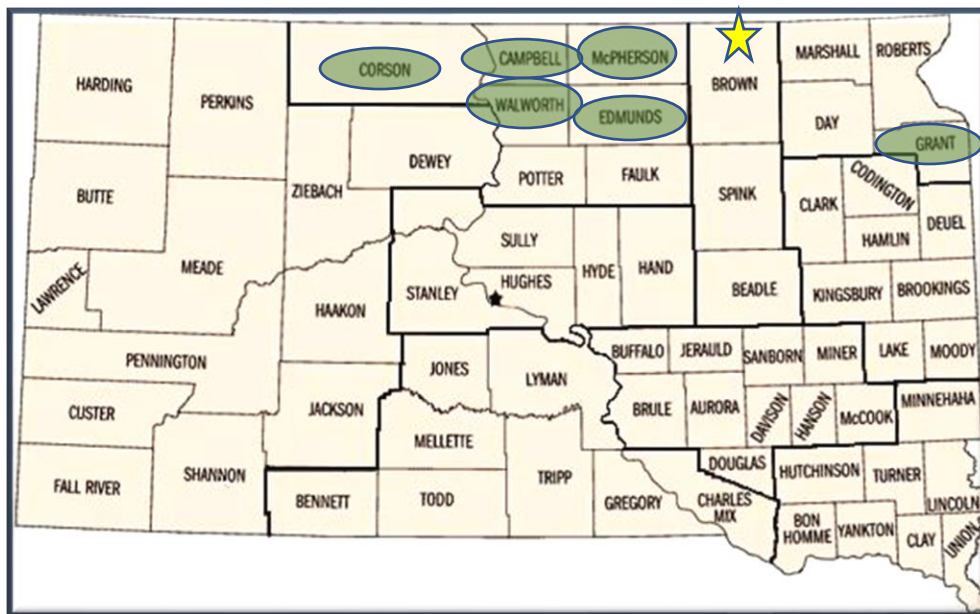 HARDING
PERKINS
CORSON
CAMPBELL
McPHERSON
BROWN
MARSHALL
ROBERTS
WALWORTH
EDMUNDS
DAY
GRANT
BUTTE
ZIEBACH
DEWEY
POTTER
FAULK
SPINK
CLARK
CODINGTON
DEUEL
HAMLIN
LAWRENCE
MEADE
HAAKON
STANLEY
SULLY
HUGHES
HYDE
HAND
BEADLE
KINGSBURY
BROOKINGS
PENNINGTON
JONES
LYMAN
BUFFALO
JERAULD
SANBORN
MINER
LAKE
MOODY
CUSTER
JACKSON
MELLETTE
BRULE
AURORA
DAVISON
HANSON
McCOOK
MINNEHAHA
FALL RIVER
SHANNON
BENNETT
TODD
TRIPP
GREGORY
DOUGLAS
CHARLES
MIX
HUTCHINSON
TURNER
LINCOLN
BON
HOMME
YANKTON
CLAY
UNION